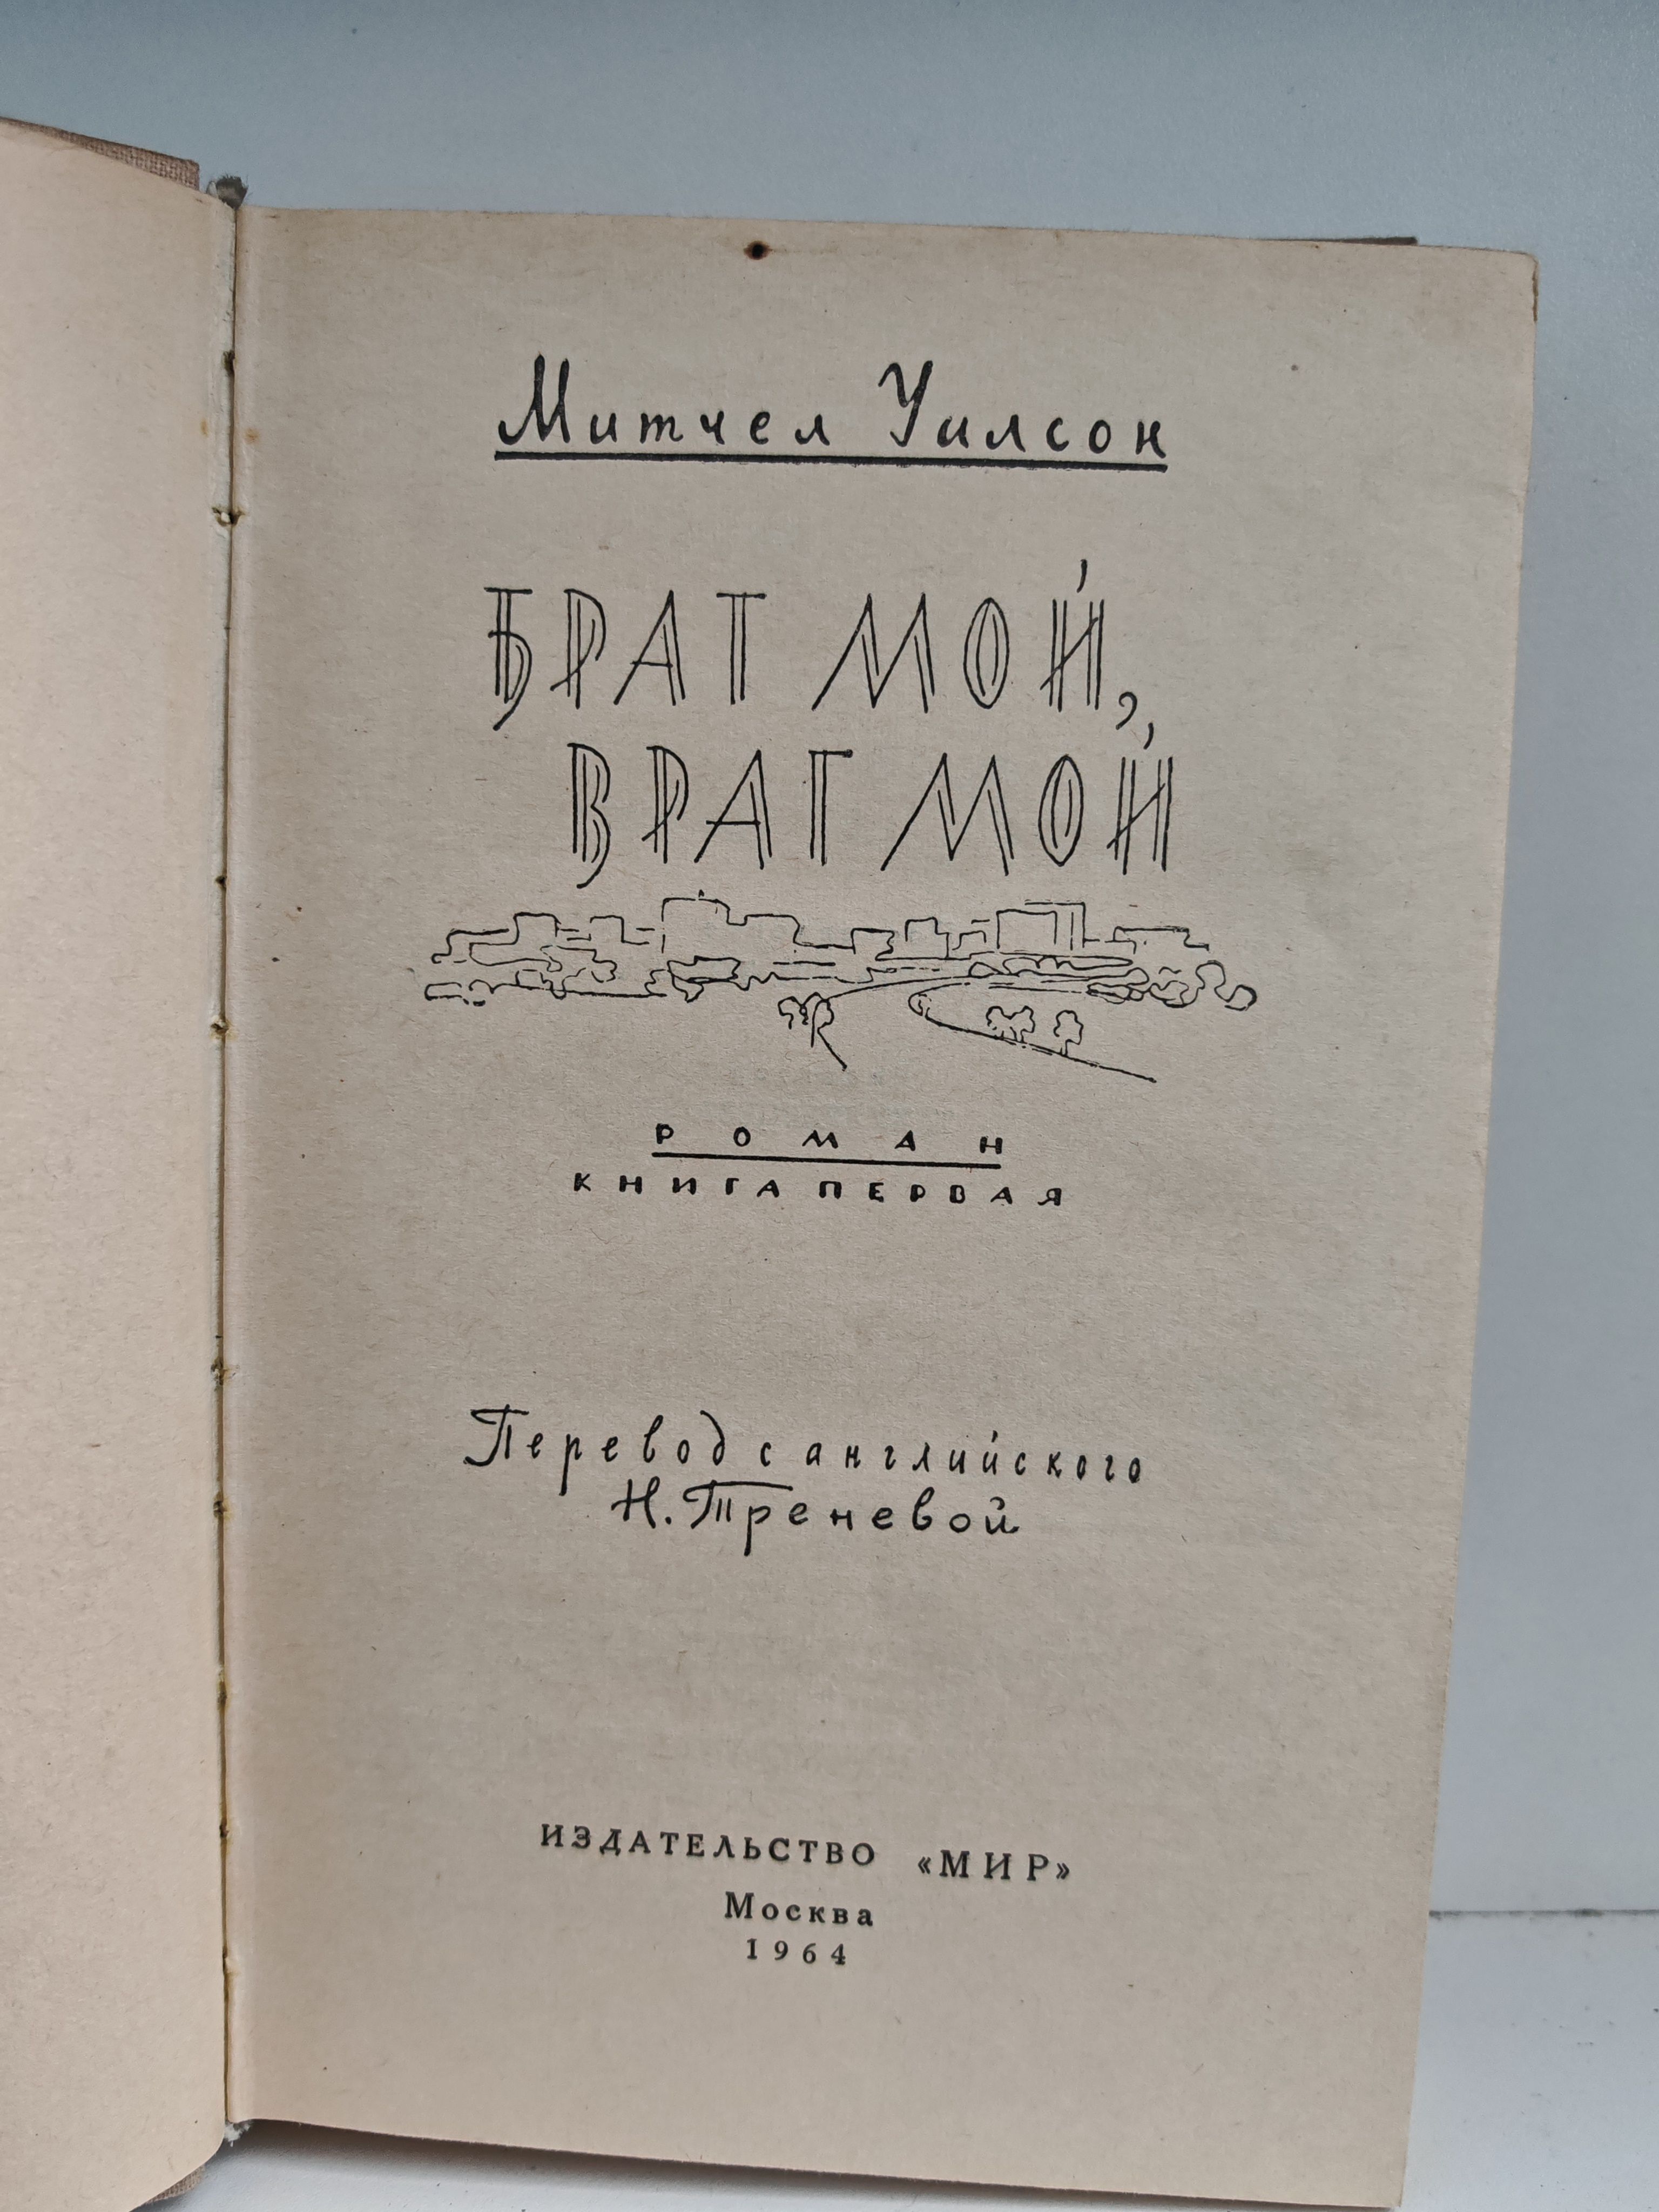 Митчел Уилсон
БРАТ МОЙ,
ВРАГ МОЙ
РОМАН
КНИГА ПЕРВАЯ
Перевод с английского
Н. Треневой
ИЗДАТЕЛЬСТВО «МИР»
Москва
1964